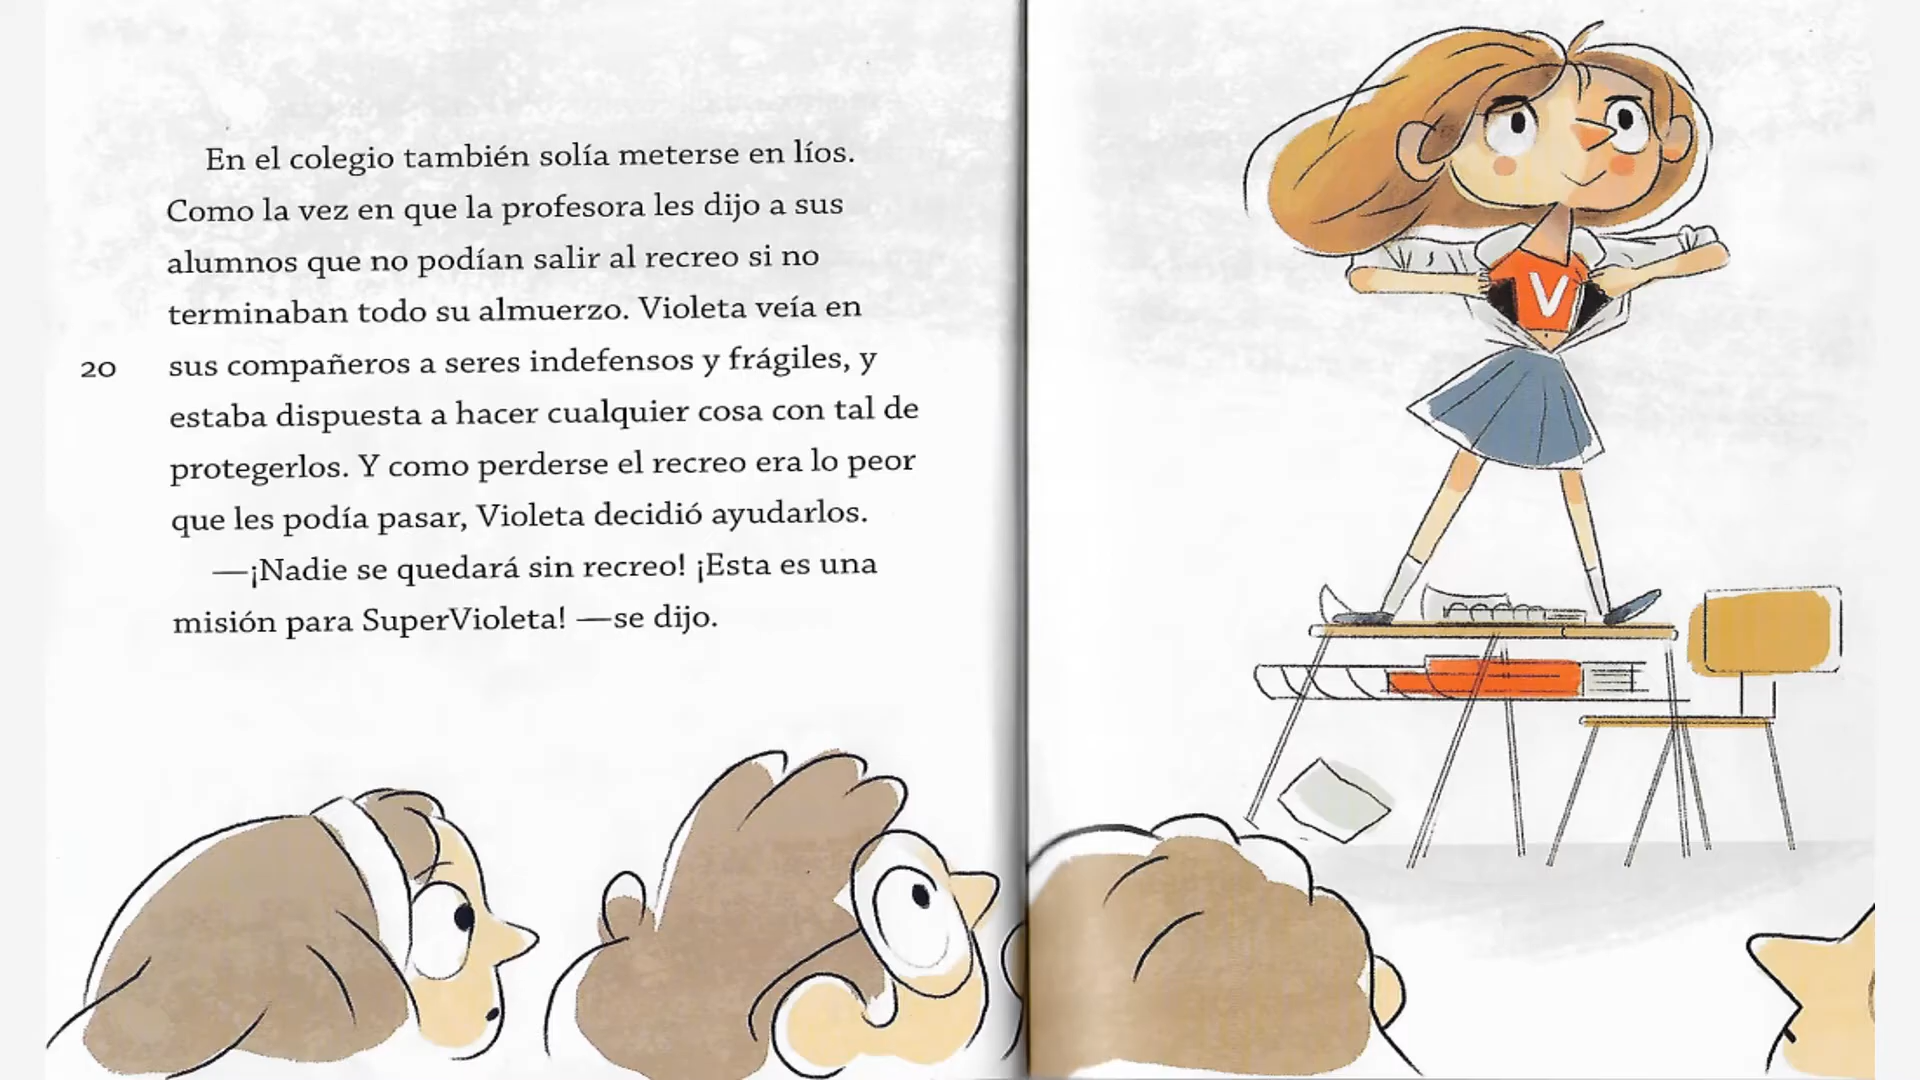 En el colegio también solía meterse en líos.
Como la vez en que la profesora les dijo a sus
alumnos que no podían salir al recreo si no
terminaban todo su almuerzo. Violeta veía en
20
sus compañeros a seres indefensos y frágiles, y
estaba dispuesta a hacer cualquier cosa con tal de
protegerlos. Y como perderse el recreo era lo peor
que les podía pasar, Violeta decidió ayudarlos.
—¡Nadie se quedará sin recreo! ¡Esta es una
misión para SuperVioleta! —se dijo.
V